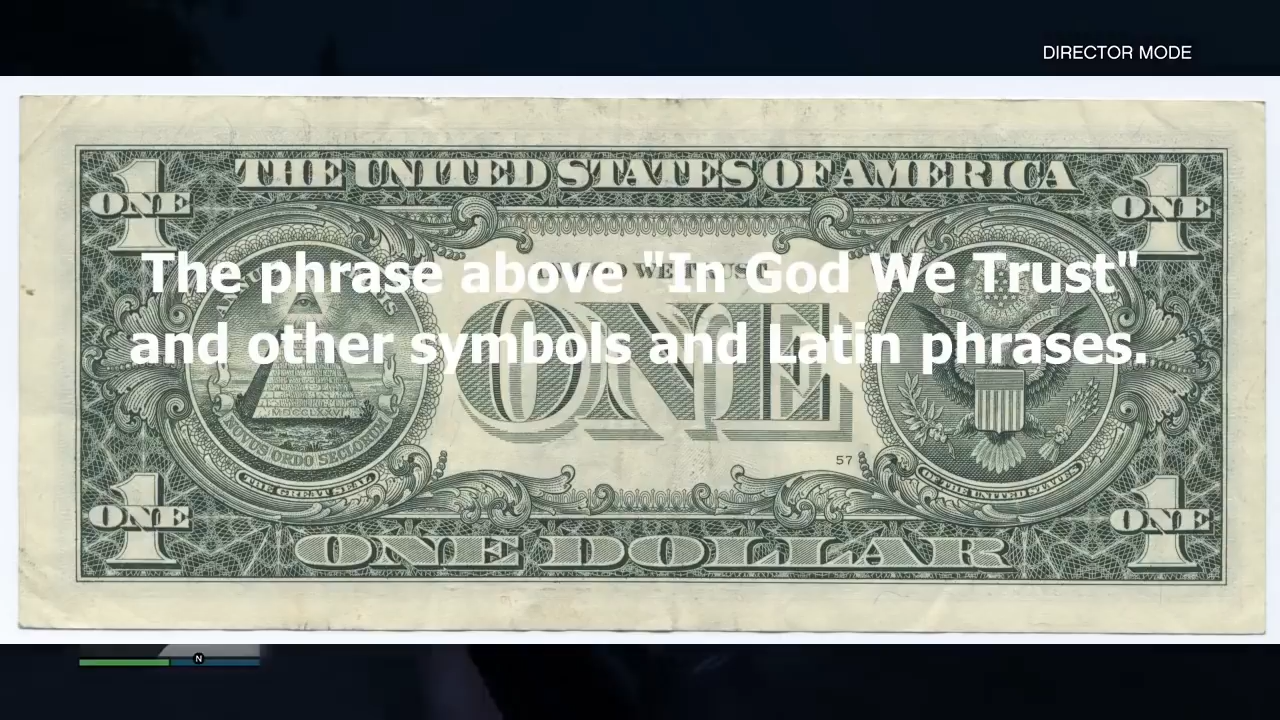 DIRECTOR MODE
THE UNITED STATES OF AMERICA
1
ONE
1
ONE
The phrase above "In God We Trust"
and other symbols and Latin phrases.
WE TRUST
ONE
MDCCLXXVI
NOVUS ORDO SECLORUM
THE GREAT SEAL
OF THE UNITED STATES
57
1
ONE
1
ONE
ONE DOLLAR
N